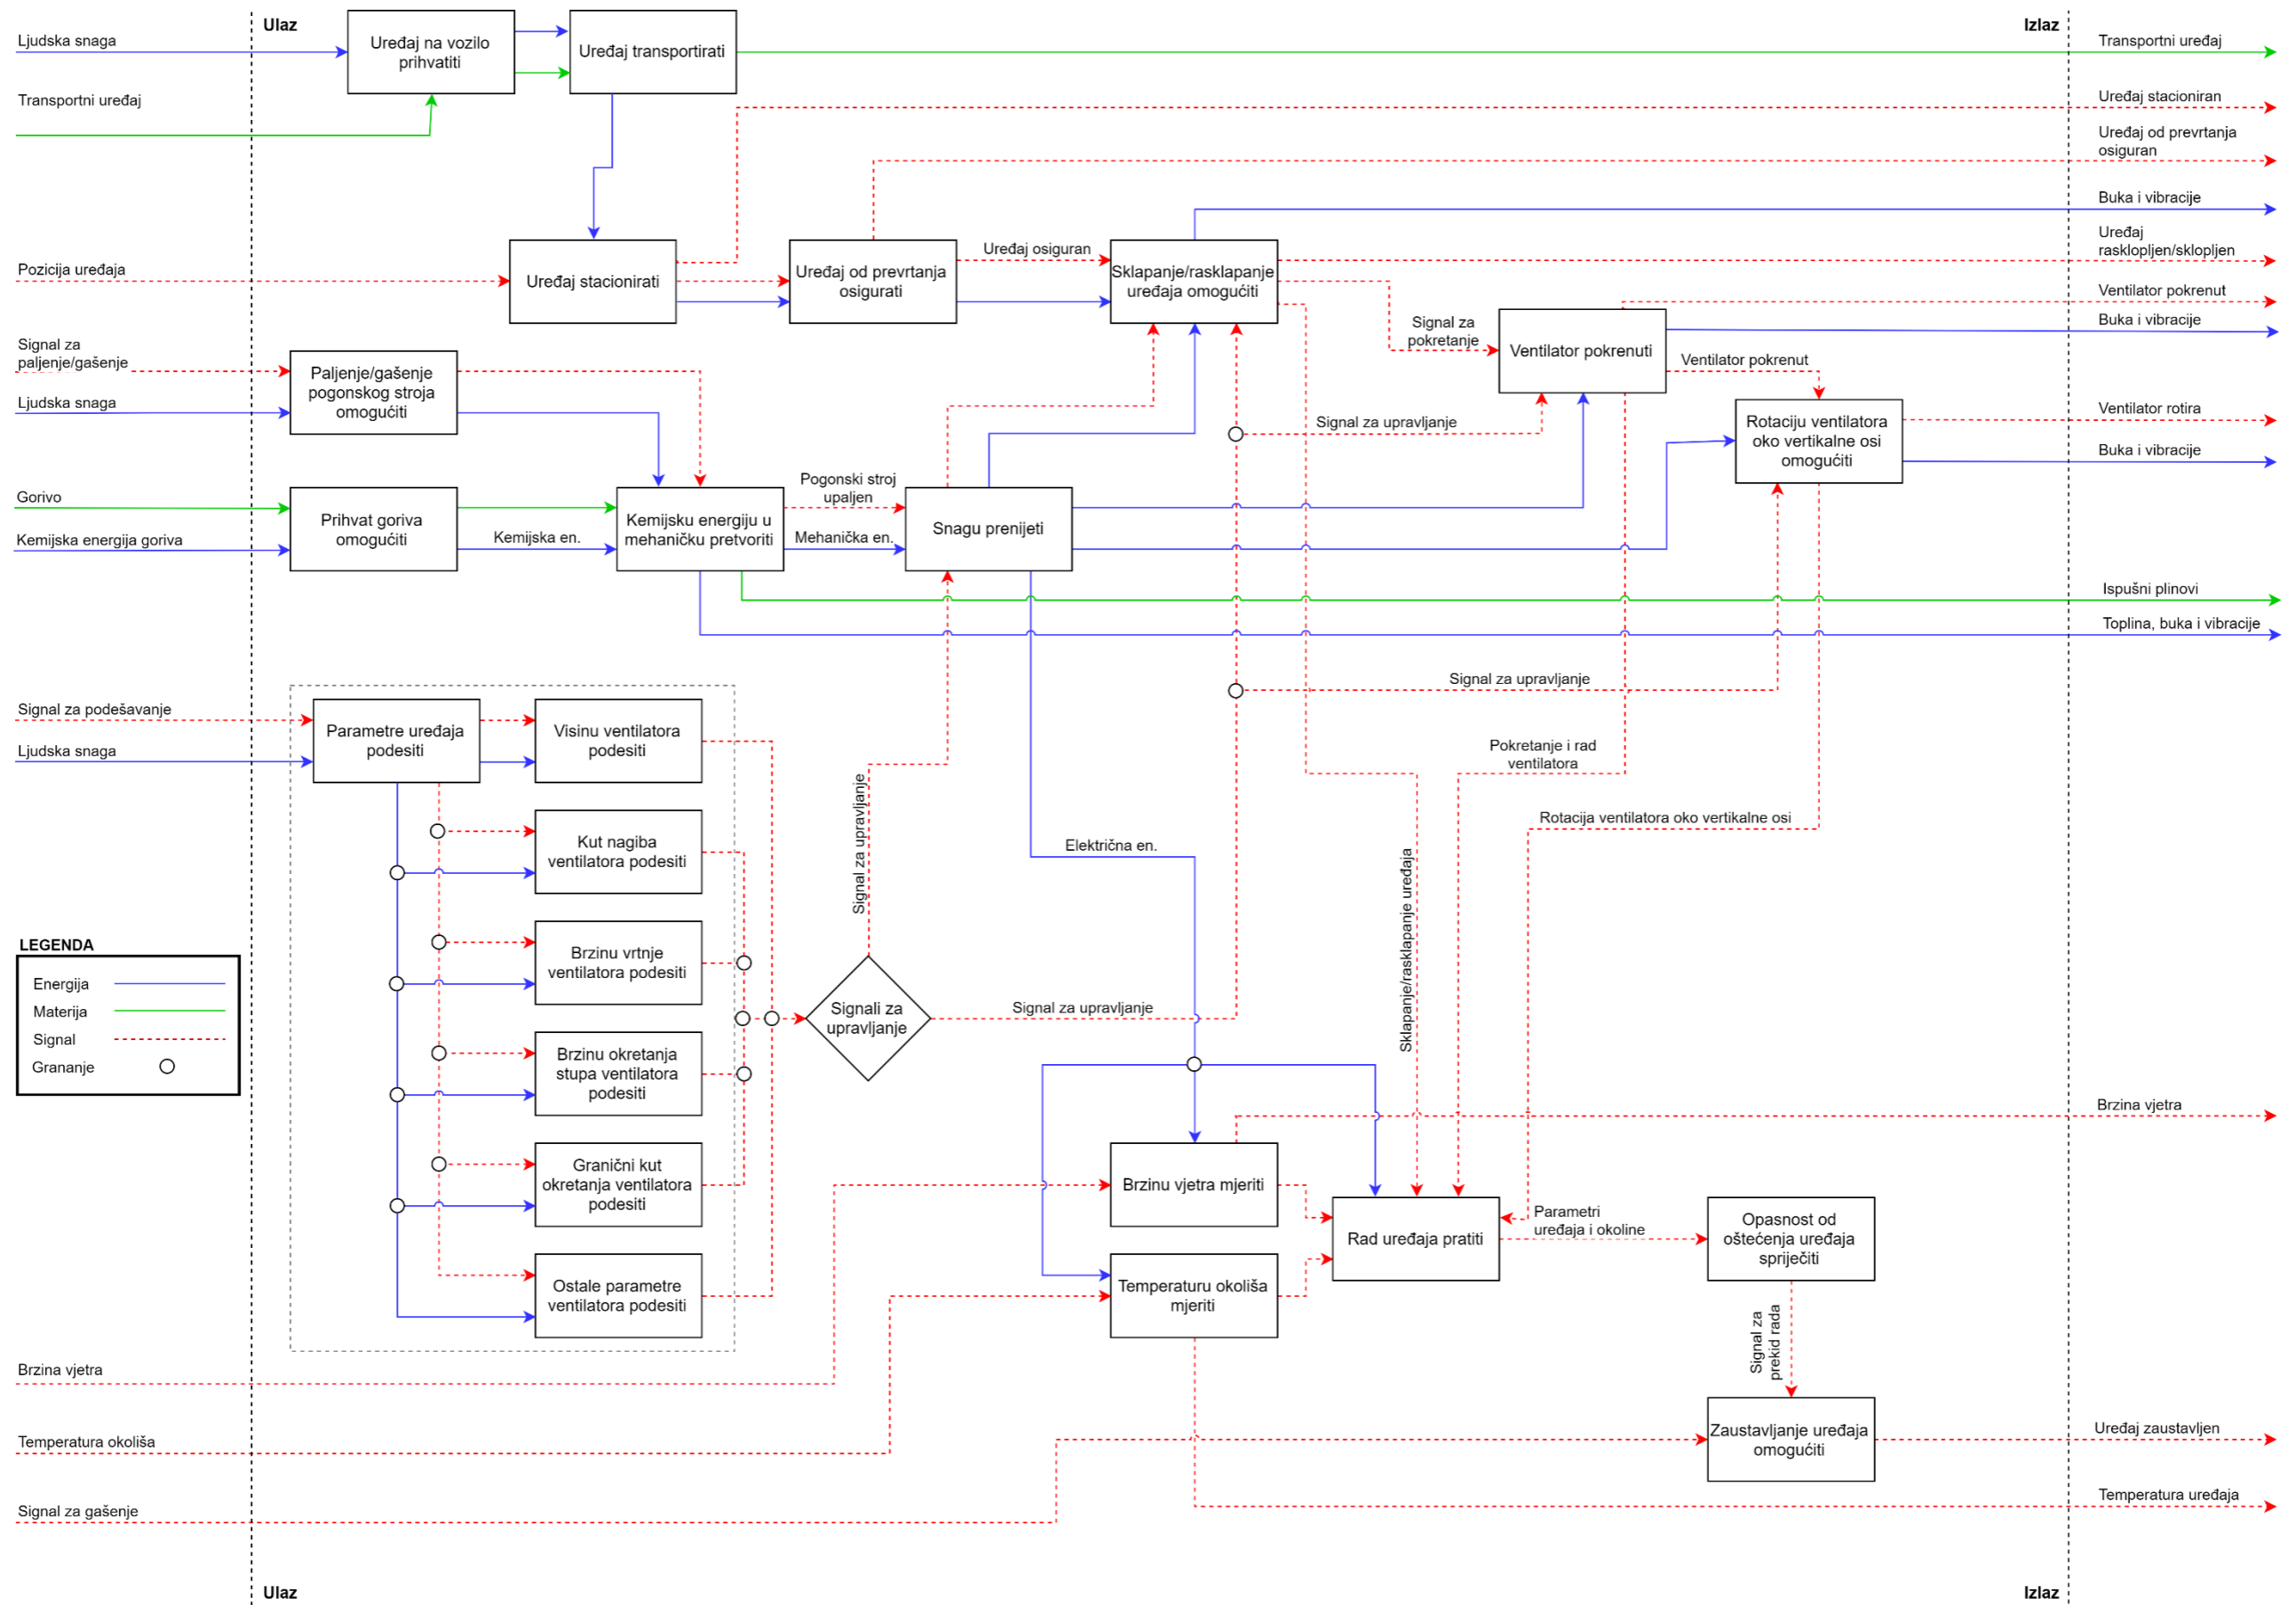 Ulaz
Izlaz
Ljudska snaga
Transportni uređaj
Uređaj na vozilo
prihvatiti
Uređaj transportirati
Transportni uređaj
Uređaj stacioniran
Uređaj od prevrtanja
osiguran
Buka i vibracije
Uređaj
rasklopljen/sklopljen
Pozicija uređaja
Uređaj stacionirati
Uređaj od prevrtanja
osigurati
Uređaj osiguran
Sklapanje/rasklapanje
uređaja omogućiti
Signal za
pokretanje
Ventilator pokrenuti
Ventilator pokrenut
Buka i vibracije
Ventilator pokrenut
Signal za
paljenje/gašenje
Ljudska snaga
Paljenje/gašenje
pogonskog stroja
omogućiti
Signal za upravljanje
Rotaciju ventilatora
oko vertikalne osi
omogućiti
Ventilator rotira
Buka i vibracije
Gorivo
Kemijska energija goriva
Prihvat goriva
omogućiti
Kemijska en.
Kemijsku energiju u
mehaničku pretvoriti
Pogonski stroj
upaljen
Mehanička en.
Snagu prenijeti
Ispušni plinovi
Toplina, buka i vibracije
Signal za podešavanje
Ljudska snaga
Parametre uređaja
podesiti
Visinu ventilatora
podesiti
Kut nagiba
ventilatora podesiti
Brzinu vrtnje
ventilatora podesiti
Brzinu okretanja
stupa ventilatora
podesiti
Granični kut
okretanja ventilatora
podesiti
Ostale parametre
ventilatora podesiti
Signal za upravljanje
Signali za
upravljanje
Signal za upravljanje
Signal za upravljanje
Pokretanje i rad
ventilatora
Rotacija ventilatora oko vertikalne osi
Električna en.
Sklapanje/rasklapanje uređaja
LEGENDA
Energija
Materija
Signal
Grananje
Brzina vjetra
Brzinu vjetra mjeriti
Temperaturu okoliša
mjeriti
Rad uređaja pratiti
Parametri
uređaja i okoline
Opasnost od
oštećenja uređaja
spriječiti
Signal za
prekid rada
Zaustavljanje uređaja
omogućiti
Brzina vjetra
Temperatura okoliša
Signal za gašenje
Uređaj zaustavljen
Temperatura uređaja
Ulaz
Izlaz